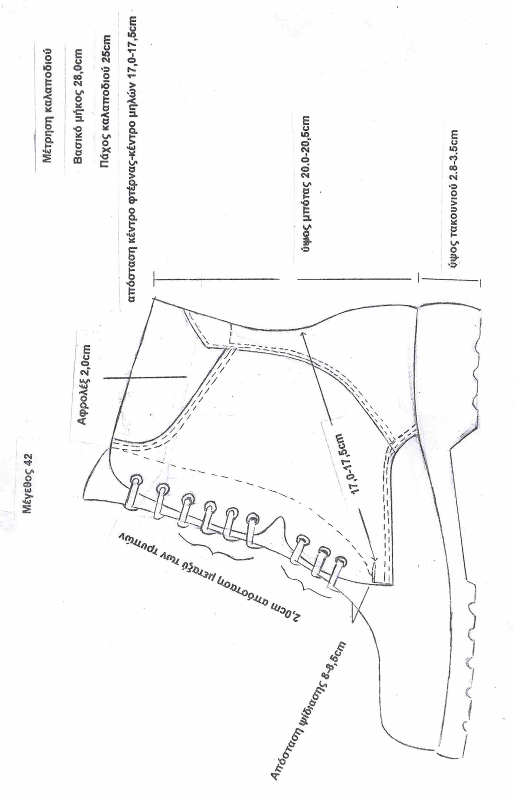 Μέτρηση καλαποδιού
Βασικό μήκος 28,0cm
Πάχος καλαποδιού 25cm
απόσταση κέντρο φτέρνας-κέντρο μηλών 17,0-17,5cm
ύψος μπότας 20.0-20,5cm
ύψος τακουνιού 2.8-3.5cm
Αφρολέξ 2,0cm
Μέγεθος 42
17,0-17,5cm
2,0cm απόσταση μεταξύ των τρυπών
Απόσταση ψιδιασης 8-8,5cm